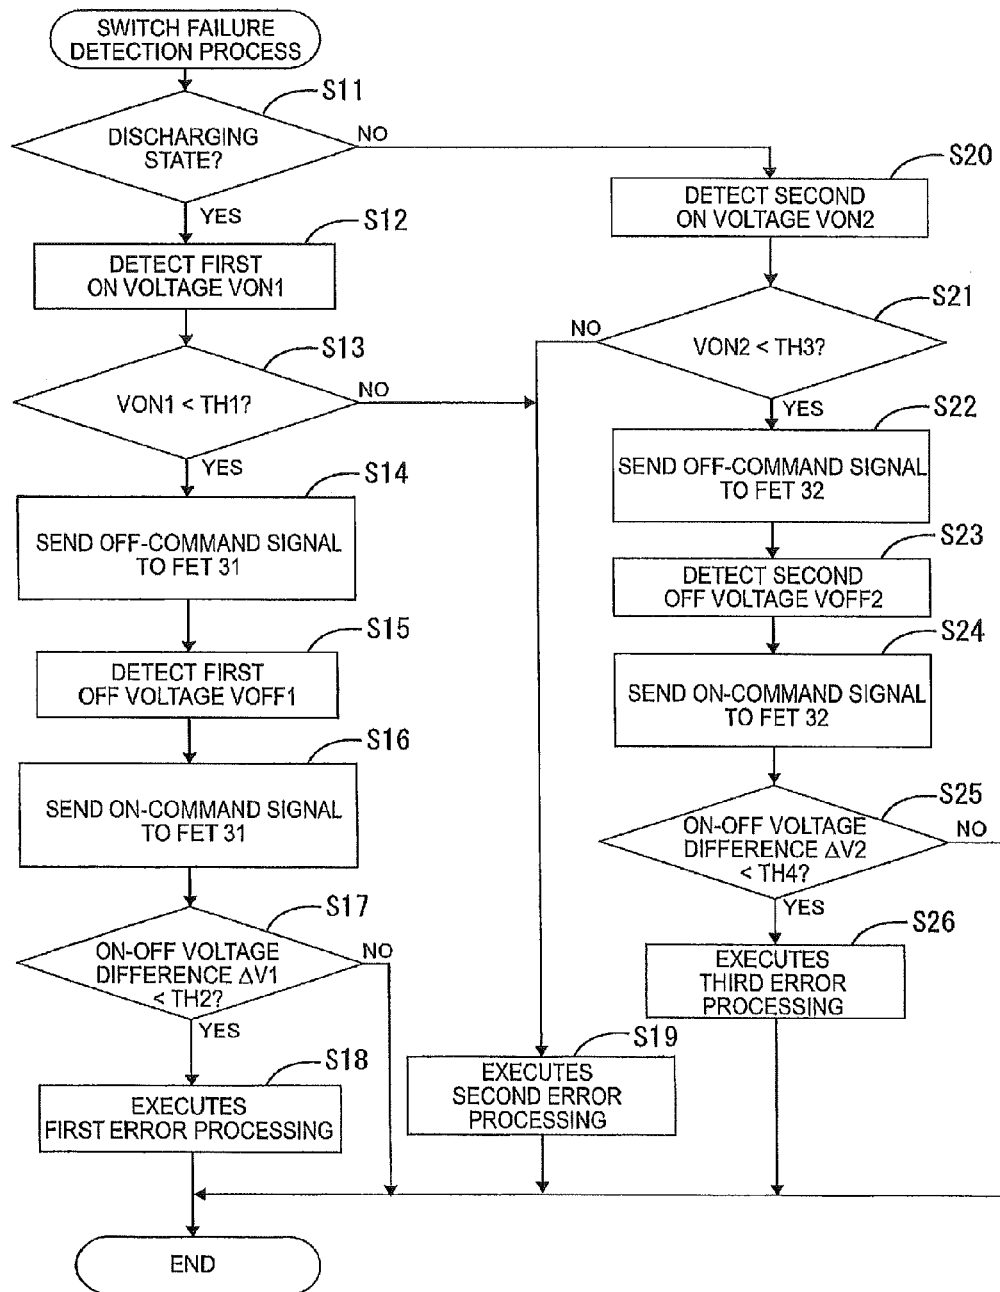 SWITCH FAILURE
DETECTION PROCESS
S11
DISCHARGING
STATE?
NO
YES
S12
DETECT FIRST
ON VOLTAGE VON1
S13
VON1 < TH1?
NO
YES
S14
SEND OFF-COMMAND SIGNAL
TO FET 31
S15
DETECT FIRST
OFF VOLTAGE VOFF1
S16
SEND ON-COMMAND SIGNAL
TO FET 31
S17
ON-OFF VOLTAGE
DIFFERENCE ΔV1
< TH2?
NO
YES
S18
EXECUTES
FIRST ERROR PROCESSING
S19
EXECUTES
SECOND ERROR
PROCESSING
S20
DETECT SECOND
ON VOLTAGE VON2
S21
VON2 < TH3?
NO
YES
S22
SEND OFF-COMMAND SIGNAL
TO FET 32
S23
DETECT SECOND
OFF VOLTAGE VOFF2
S24
SEND ON-COMMAND SIGNAL
TO FET 32
S25
ON-OFF VOLTAGE
DIFFERENCE ΔV2
< TH4?
NO
YES
S26
EXECUTES
THIRD ERROR
PROCESSING
END